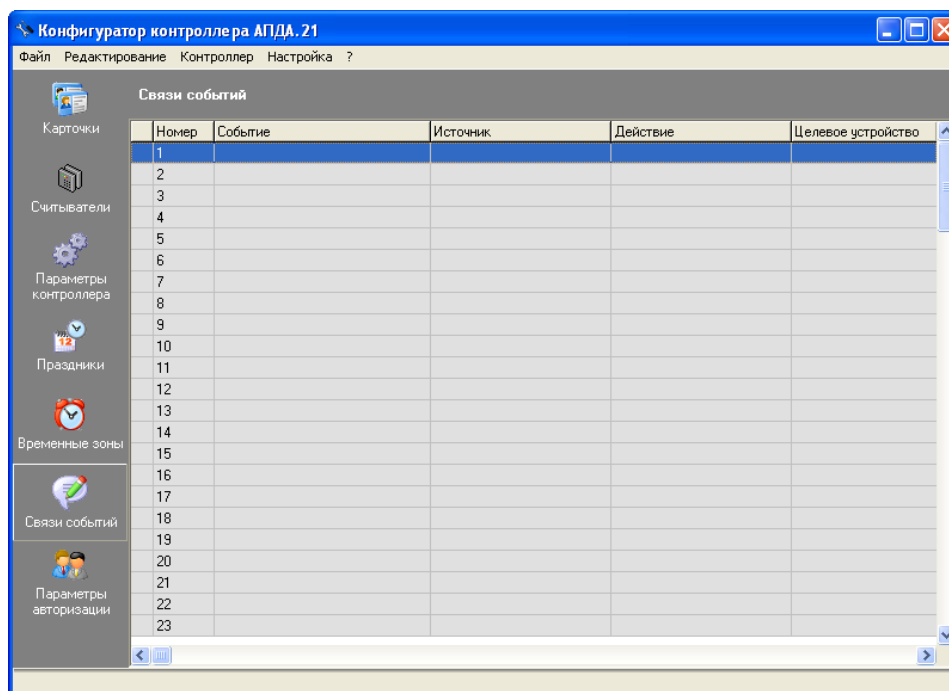 Конфигуратор контроллера АПДА.21
Файл Редактирование Контроллер Настройка ?
Карточки
Считыватели
Параметры
контроллера
12
Праздники
Временные зоны
Связи событий
Параметры
авторизации
Связи событий
Номер Событие Источник Действие Целевое устройство
1
2
3
4
5
6
7
8
9
10
11
12
13
14
15
16
17
18
19
20
21
22
23